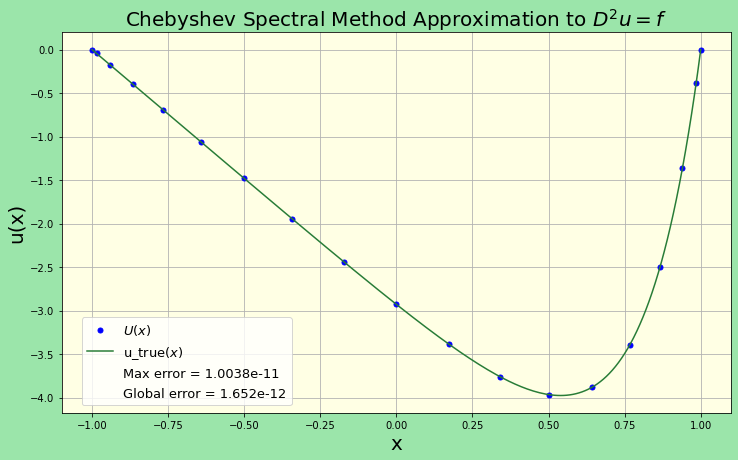 Chebyshev Spectral Method Approximation to $D^2u = f$
u(x)
0.0
−0.5
−1.0
−1.5
−2.0
−2.5
−3.0
−3.5
−4.0
U(x)
u_true(x)
Max error = 1.0038e-11
Global error = 1.652e-12
−1.00 −0.75 −0.50 −0.25 0.00 0.25 0.50 0.75 1.00
x